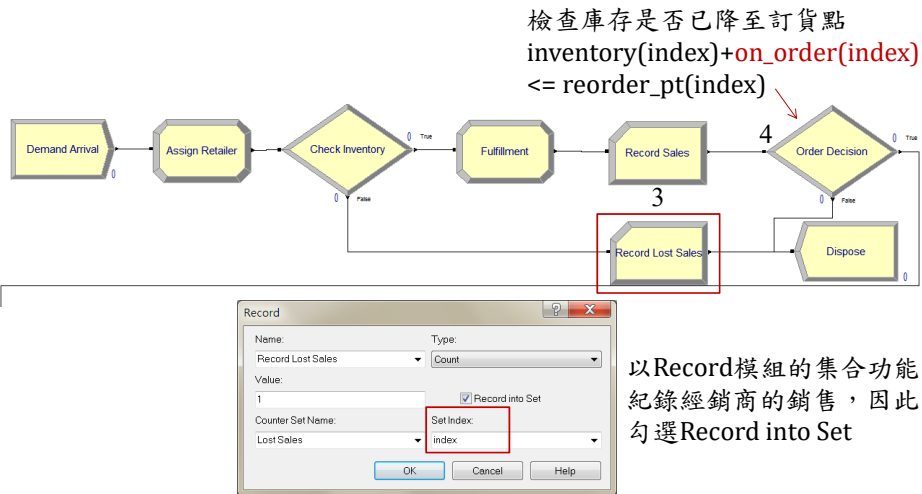 檢查庫存是否已降至訂貨點
inventory(index)+on_order(index)
<= reorder_pt(index)
Demand Arrival
0
Assign Retailer
Check Inventory
0 True
0 False
Fulfillment
Record Sales
3
4
Order Decision
0 True
0 False
Record Lost Sales
Dispose
0
Record
Name:
Type:
Record Lost Sales
Count
Value:
1
Record into Set
Counter Set Name:
Set Index:
Lost Sales
index
OK
Cancel
Help
以Record模組的集合功能
紀錄經銷商的銷售，因此
勾選Record into Set